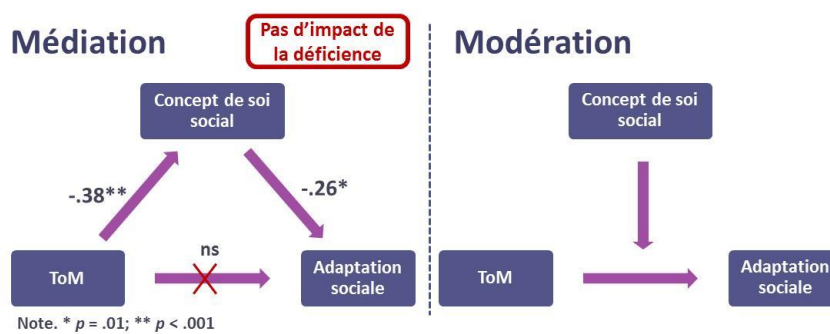 Médiation
Pas d'impact de
la déficience
Concept de soi
social
-.38**
-.26*
ns
ToM
Adaptation
sociale
Note. * p = .01; ** p < .001
Modération
Concept de soi
social
ToM
Adaptation
sociale